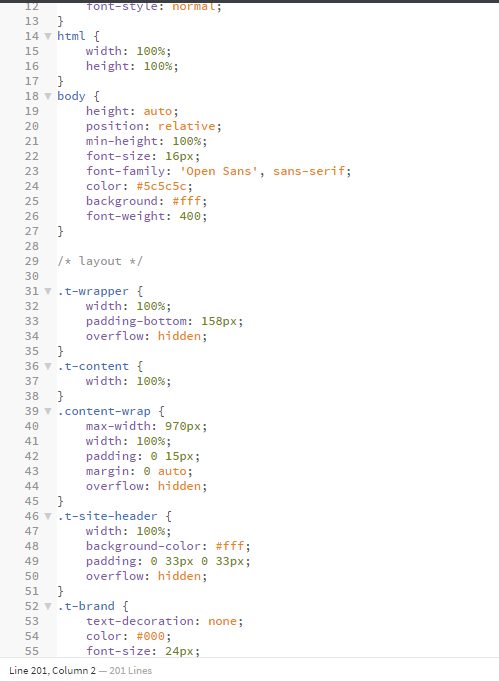 12 font-style: normal;
13 }
14 ▼ html {
15 width: 100%;
16 height: 100%;
17 }
18 ▼ body {
19 height: auto;
20 position: relative;
21 min-height: 100%;
22 font-size: 16px;
23 font-family: 'Open Sans', sans-serif;
24 color: #5c5c5c;
25 background: #fff;
26 font-weight: 400;
27 }
28
29 /* layout */
30
31 ▼ .t-wrapper {
32 width: 100%;
33 padding-bottom: 158px;
34 overflow: hidden;
35 }
36 ▼ .t-content {
37 width: 100%;
38 }
39 ▼ .content-wrap {
40 max-width: 970px;
41 width: 100%;
42 padding: 0 15px;
43 margin: 0 auto;
44 overflow: hidden;
45 }
46 ▼ .t-site-header {
47 width: 100%;
48 background-color: #fff;
49 padding: 0 33px 0 33px;
50 overflow: hidden;
51 }
52 ▼ .t-brand {
53 text-decoration: none;
54 color: #000;
55 font-size: 24px;
Line 201, Column 2 — 201 Lines